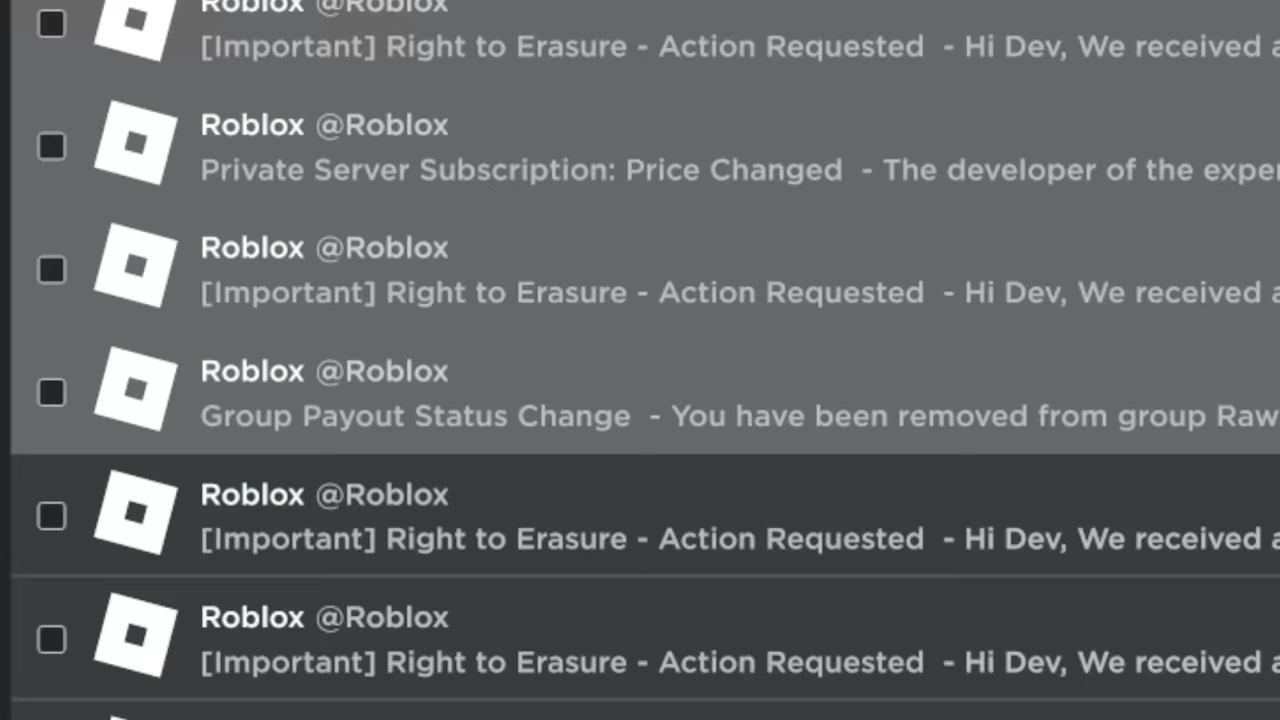 Roblox @Roblox
[Important] Right to Erasure - Action Requested - Hi Dev, We received a
Roblox @Roblox
Private Server Subscription: Price Changed - The developer of the exper
Roblox @Roblox
[Important] Right to Erasure - Action Requested - Hi Dev, We received a
Roblox @Roblox
Group Payout Status Change - You have been removed from group Raw
Roblox @Roblox
[Important] Right to Erasure - Action Requested - Hi Dev, We received a
Roblox @Roblox
[Important] Right to Erasure - Action Requested - Hi Dev, We received a